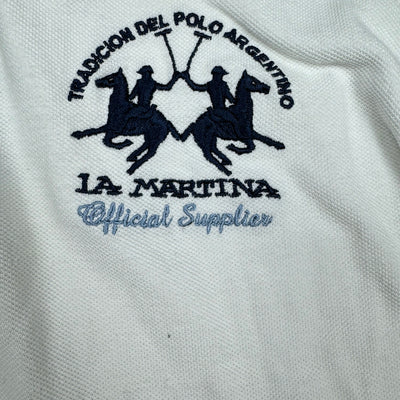 TRADICION DEL POLO ARGENTINO
LA MARTINA
Official Supplier